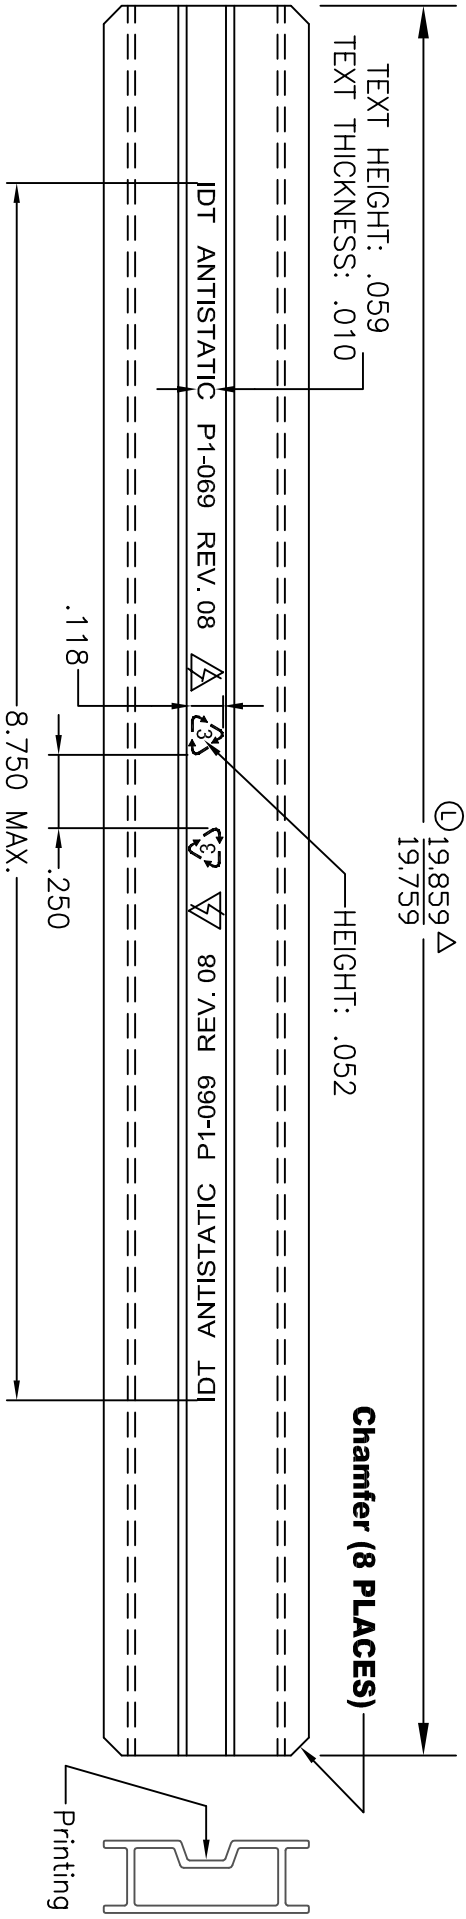 Ⓛ 19.859 △
19.759
TEXT HEIGHT: .059
TEXT THICKNESS: .010
HEIGHT: .052
Chamfer (8 PLACES)
IDT ANTISTATIC P1-069 REV. 08
3
3
IDT ANTISTATIC P1-069 REV. 08
.118
.250
8.750 MAX.
Printing